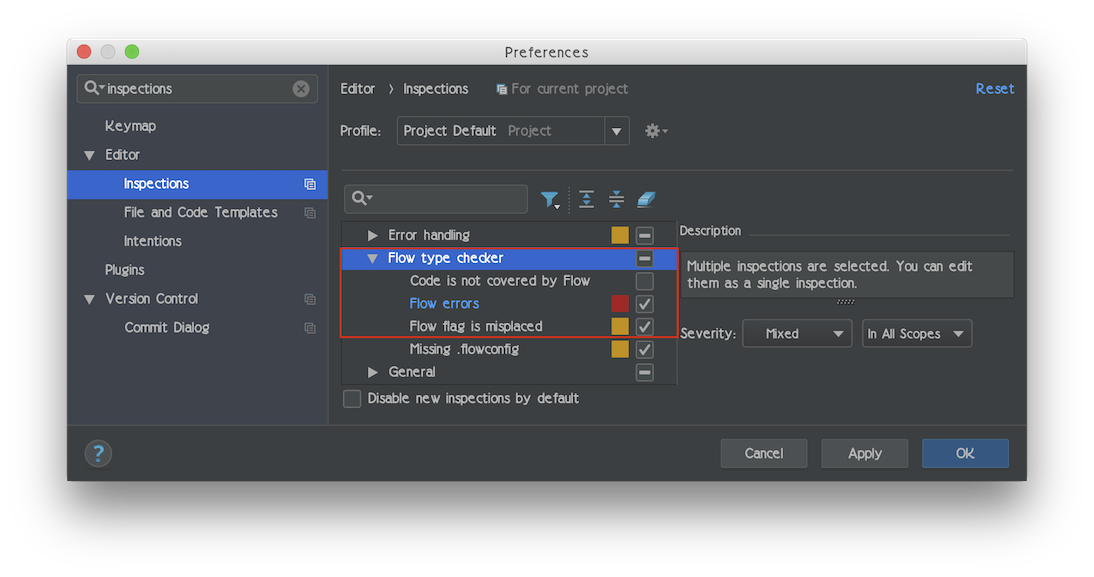 Preferences
inspections
Keymap
Editor
Inspections
File and Code Templates
Intentions
Plugins
Version Control
Commit Dialog
Editor › Inspections For current project Reset
Profile: Project Default Project
Error handling
Flow type checker
Code is not covered by Flow
Flow errors
Flow flag is misplaced
Missing .flowconfig
General
Disable new inspections by default
Description
Multiple inspections are selected. You can edit
them as a single inspection.
Severity: Mixed In All Scopes
? Cancel Apply OK